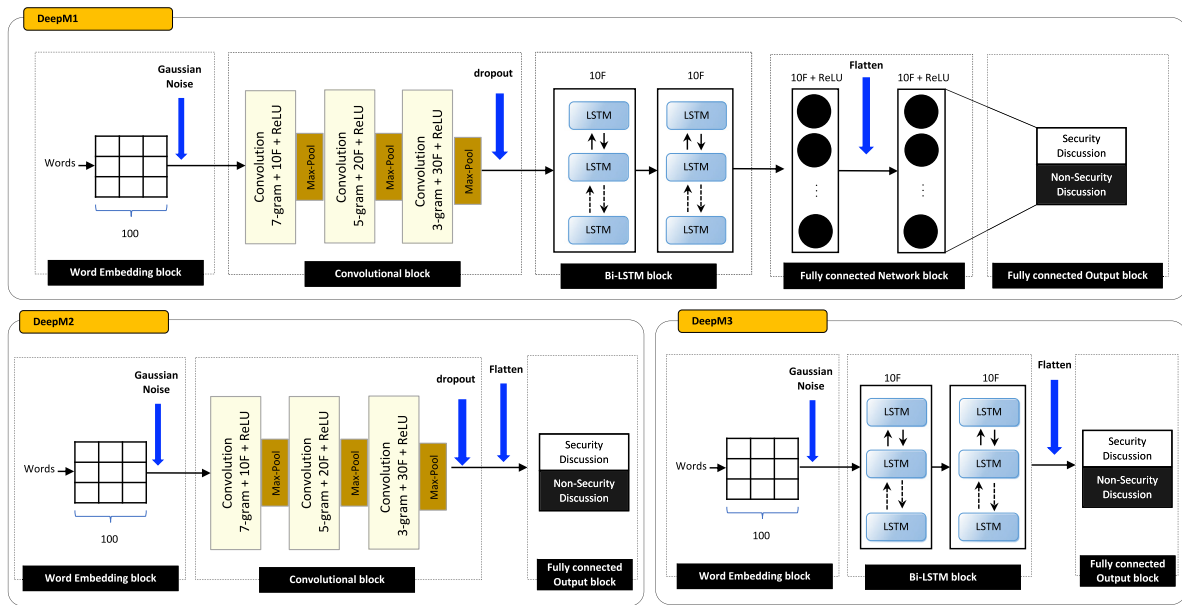 DeepM1
Gaussian
Noise
Words
100
Word Embedding block
Convolution
7-gram + 10F + ReLU
Max-Pool
Convolution
5-gram + 20F + ReLU
Max-Pool
Convolution
3-gram + 30F + ReLU
Max-Pool
Convolutional block
dropout
10F
LSTM
LSTM
LSTM
10F
LSTM
LSTM
LSTM
Bi-LSTM block
10F + ReLU
Flatten
10F + ReLU
Fully connected Network block
Security
Discussion
Non-Security
Discussion
Fully connected Output block
DeepM2
Gaussian
Noise
Words
100
Word Embedding block
Convolution
7-gram + 10F + ReLU
Max-Pool
Convolution
5-gram + 20F + ReLU
Max-Pool
Convolution
3-gram + 30F + ReLU
Max-Pool
Convolutional block
dropout
Flatten
Security
Discussion
Non-Security
Discussion
Fully connected
Output block
DeepM3
Gaussian
Noise
Words
100
Word Embedding block
10F
LSTM
LSTM
LSTM
10F
LSTM
LSTM
LSTM
Bi-LSTM block
Flatten
Security
Discussion
Non-Security
Discussion
Fully connected
Output block